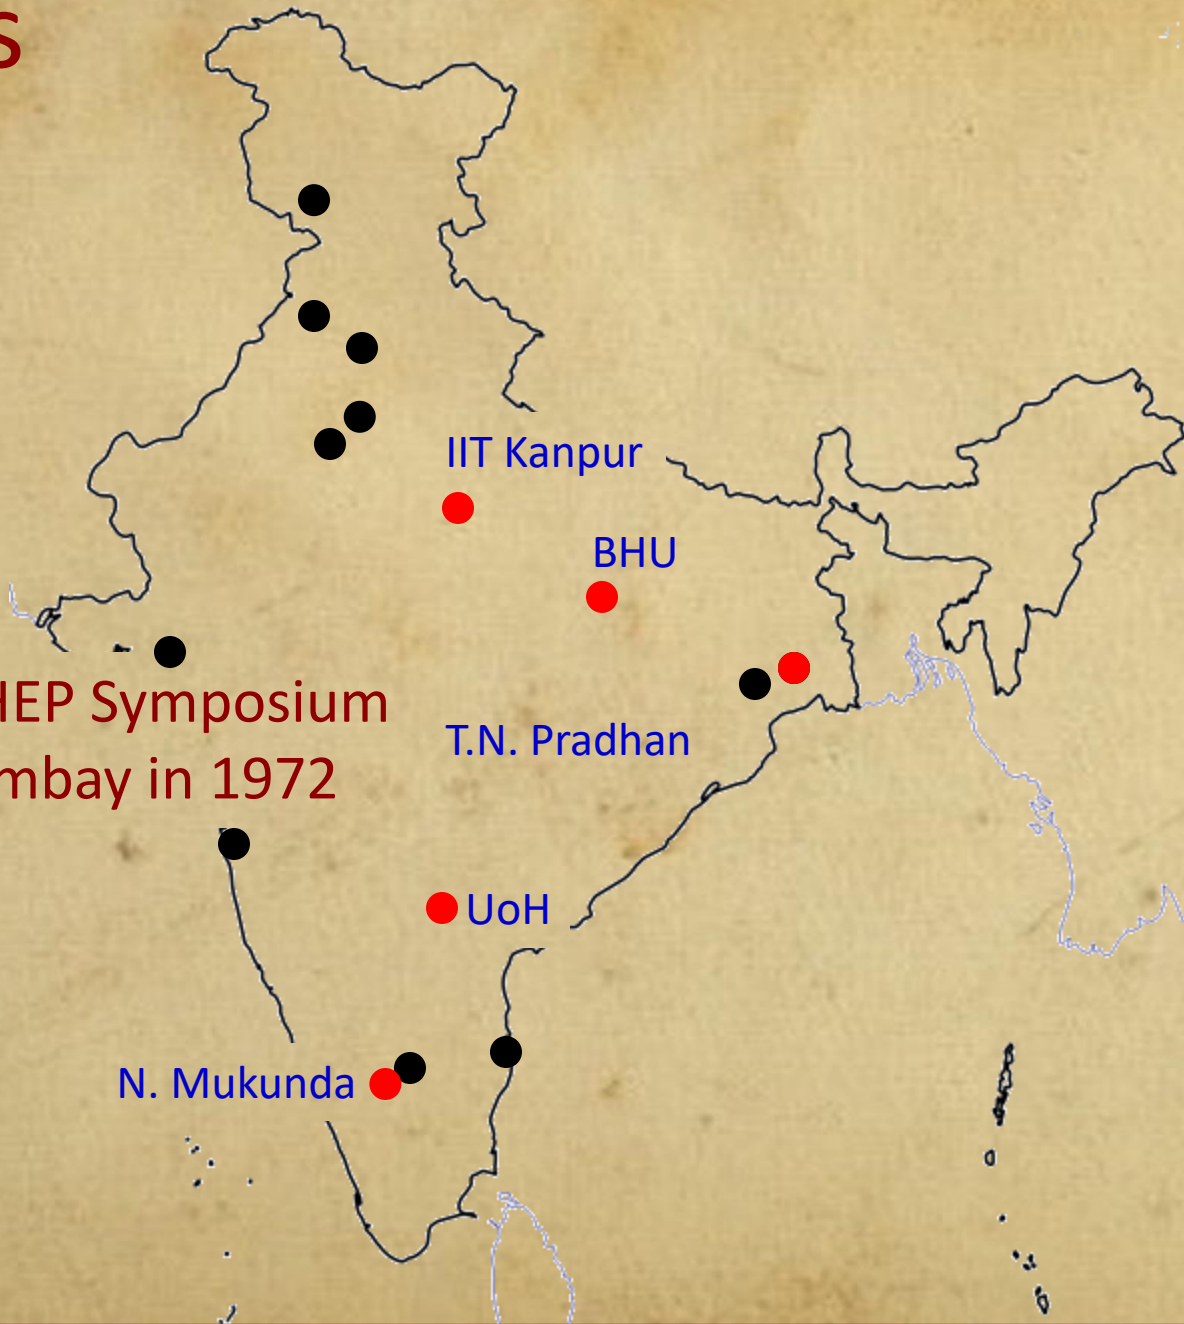 S
IIT Kanpur
BHU
HEP Symposium
T.N. Pradhan
mbay in 1972
UoH
N. Mukunda